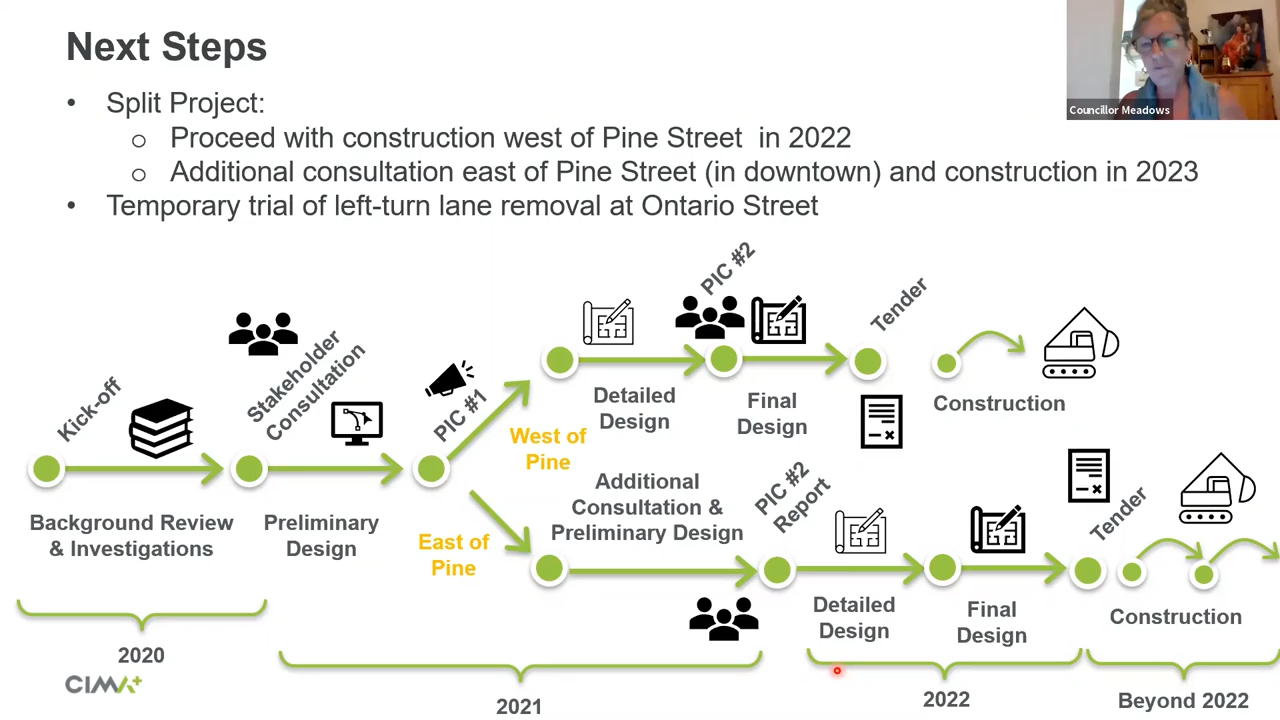 Next Steps
• Split Project:
o Proceed with construction west of Pine Street in 2022
o Additional consultation east of Pine Street (in downtown) and construction in 2023
• Temporary trial of left-turn lane removal at Ontario Street
Councillor Meadows
Kick-off
Stakeholder
Consultation
PIC #1
PIC #2
Tender
Background Review
& Investigations
Preliminary
Design
West of
Pine
Detailed
Design
Final
Design
Construction
East of
Pine
Additional
Consultation &
Preliminary Design
PIC #2
Report
Detailed
Design
Final
Design
Tender
Construction
2020
2021
2022
Beyond 2022
CIMA+